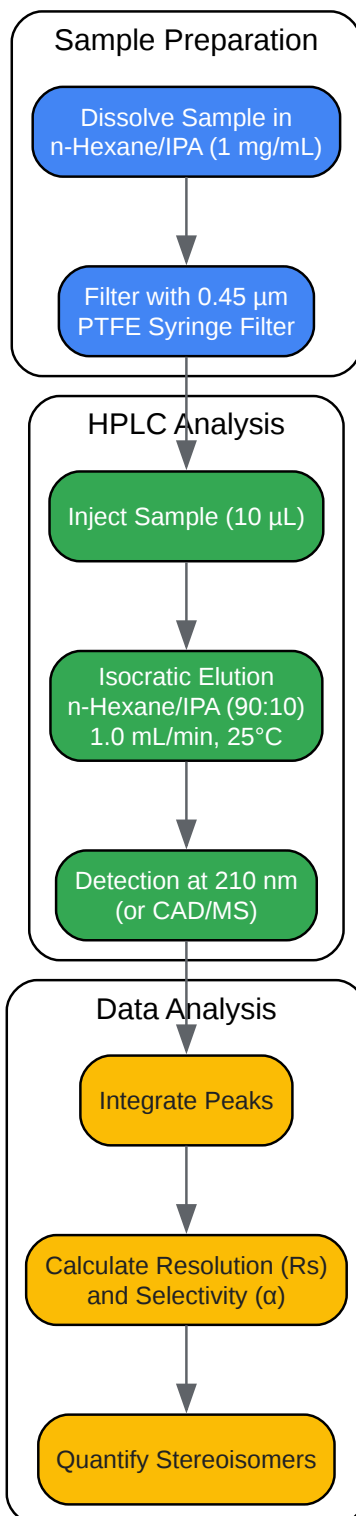 Sample Preparation
Dissolve Sample in
n-Hexane/IPA (1 mg/mL)
Filter with 0.45 µm
PTFE Syringe Filter
HPLC Analysis
Inject Sample (10 µL)
Isocratic Elution
n-Hexane/IPA (90:10)
1.0 mL/min, 25°C
Detection at 210 nm
(or CAD/MS)
Data Analysis
Integrate Peaks
Calculate Resolution (Rs)
and Selectivity (α)
Quantify Stereoisomers